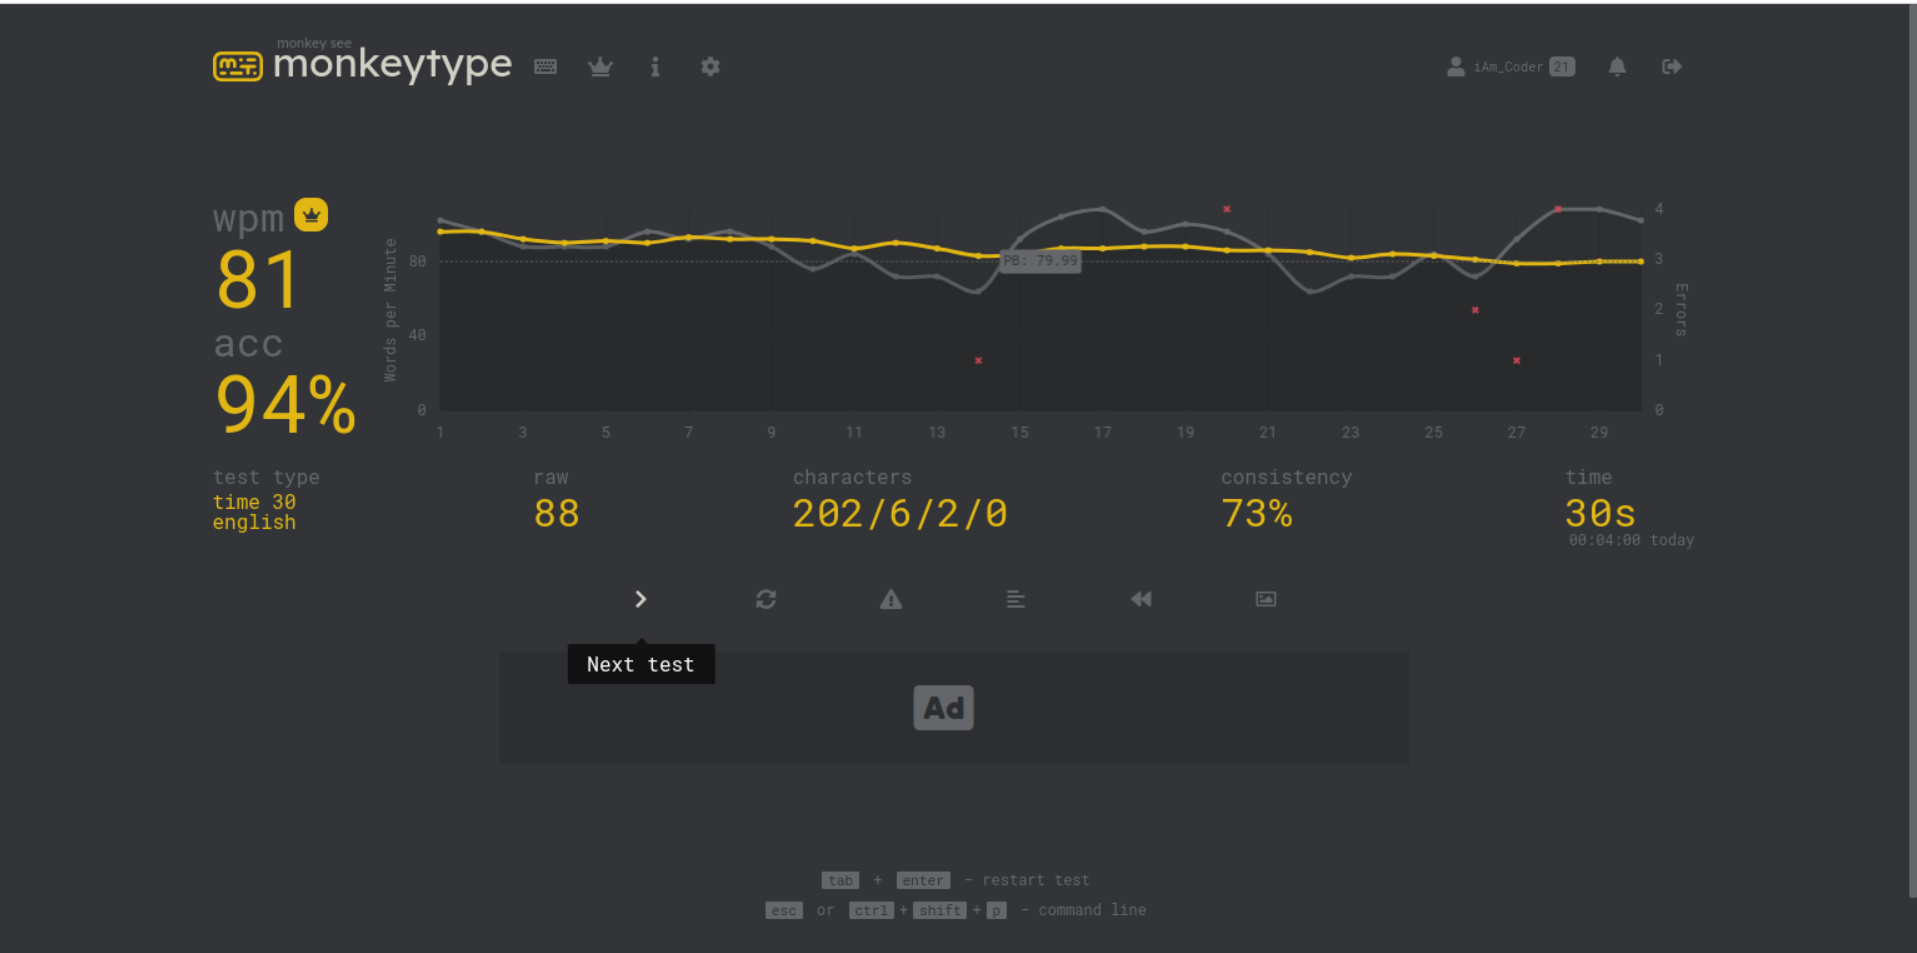 monkey see
monkeytype
iAm_Coder 21
wpm
81
acc
94%
Words per Minute
80
40
0
PB: 79.99
4
3
2
1
0
Errors
1 3 5 7 9 11 13 15 17 19 21 23 25 27 29
test type
time 30
english
raw
88
characters
202/6/2/0
consistency
73%
time
30s
00:04:00 today
Next test
Ad
tab + enter - restart test
esc or ctrl + shift + p - command line